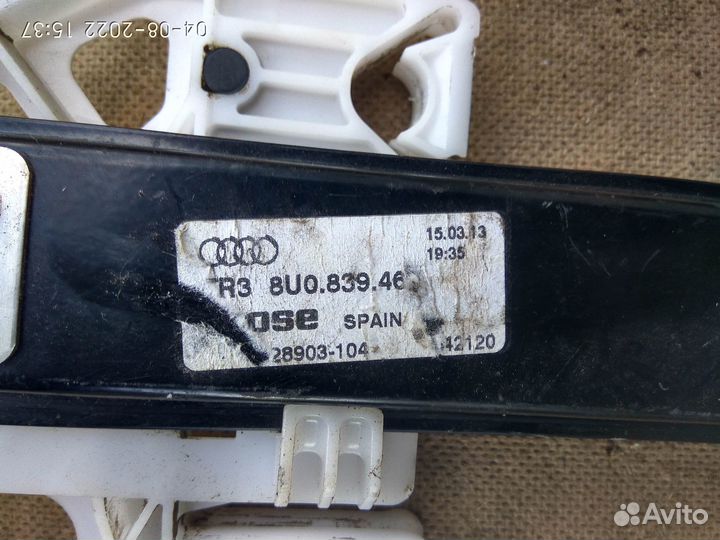 04-08-2022 15:37
15.03.13
19:35
R3 8U0.839.46
ose SPAIN
28903-104 42120
Avito